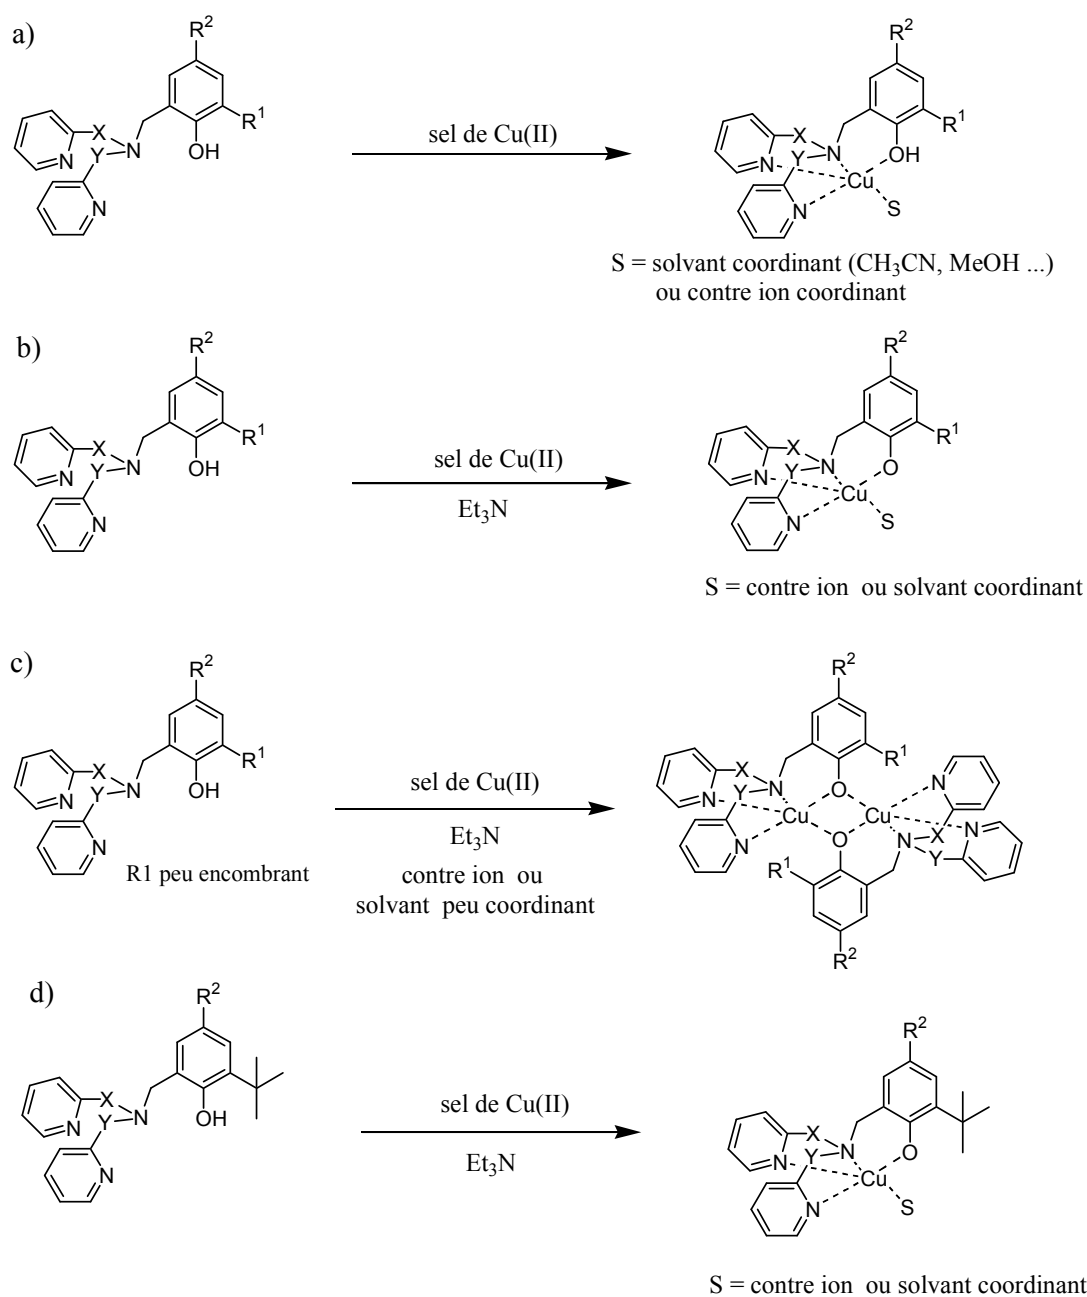 a)
R²
X
Y
N
N
N
OH
R¹
sel de Cu(II)
R²
X
Y
N
N
N
OH
R¹
Cu
S
S = solvant coordinant (CH₃CN, MeOH ...)
ou contre ion coordinant
b)
R²
X
Y
N
N
N
OH
R¹
sel de Cu(II)
Et₃N
R²
X
Y
N
N
N
O
R¹
Cu
S
S = contre ion ou solvant coordinant
c)
R²
X
Y
N
N
N
OH
R¹
R1 peu encombrant
sel de Cu(II)
Et₃N
contre ion ou
solvant peu coordinant
R²
R¹
X
Y
N
N
N
O
Cu
Cu
O
N
N
N
X
Y
R¹
R²
d)
R²
X
Y
N
N
N
OH
sel de Cu(II)
Et₃N
R²
X
Y
N
N
N
O
Cu
S
S = contre ion ou solvant coordinant